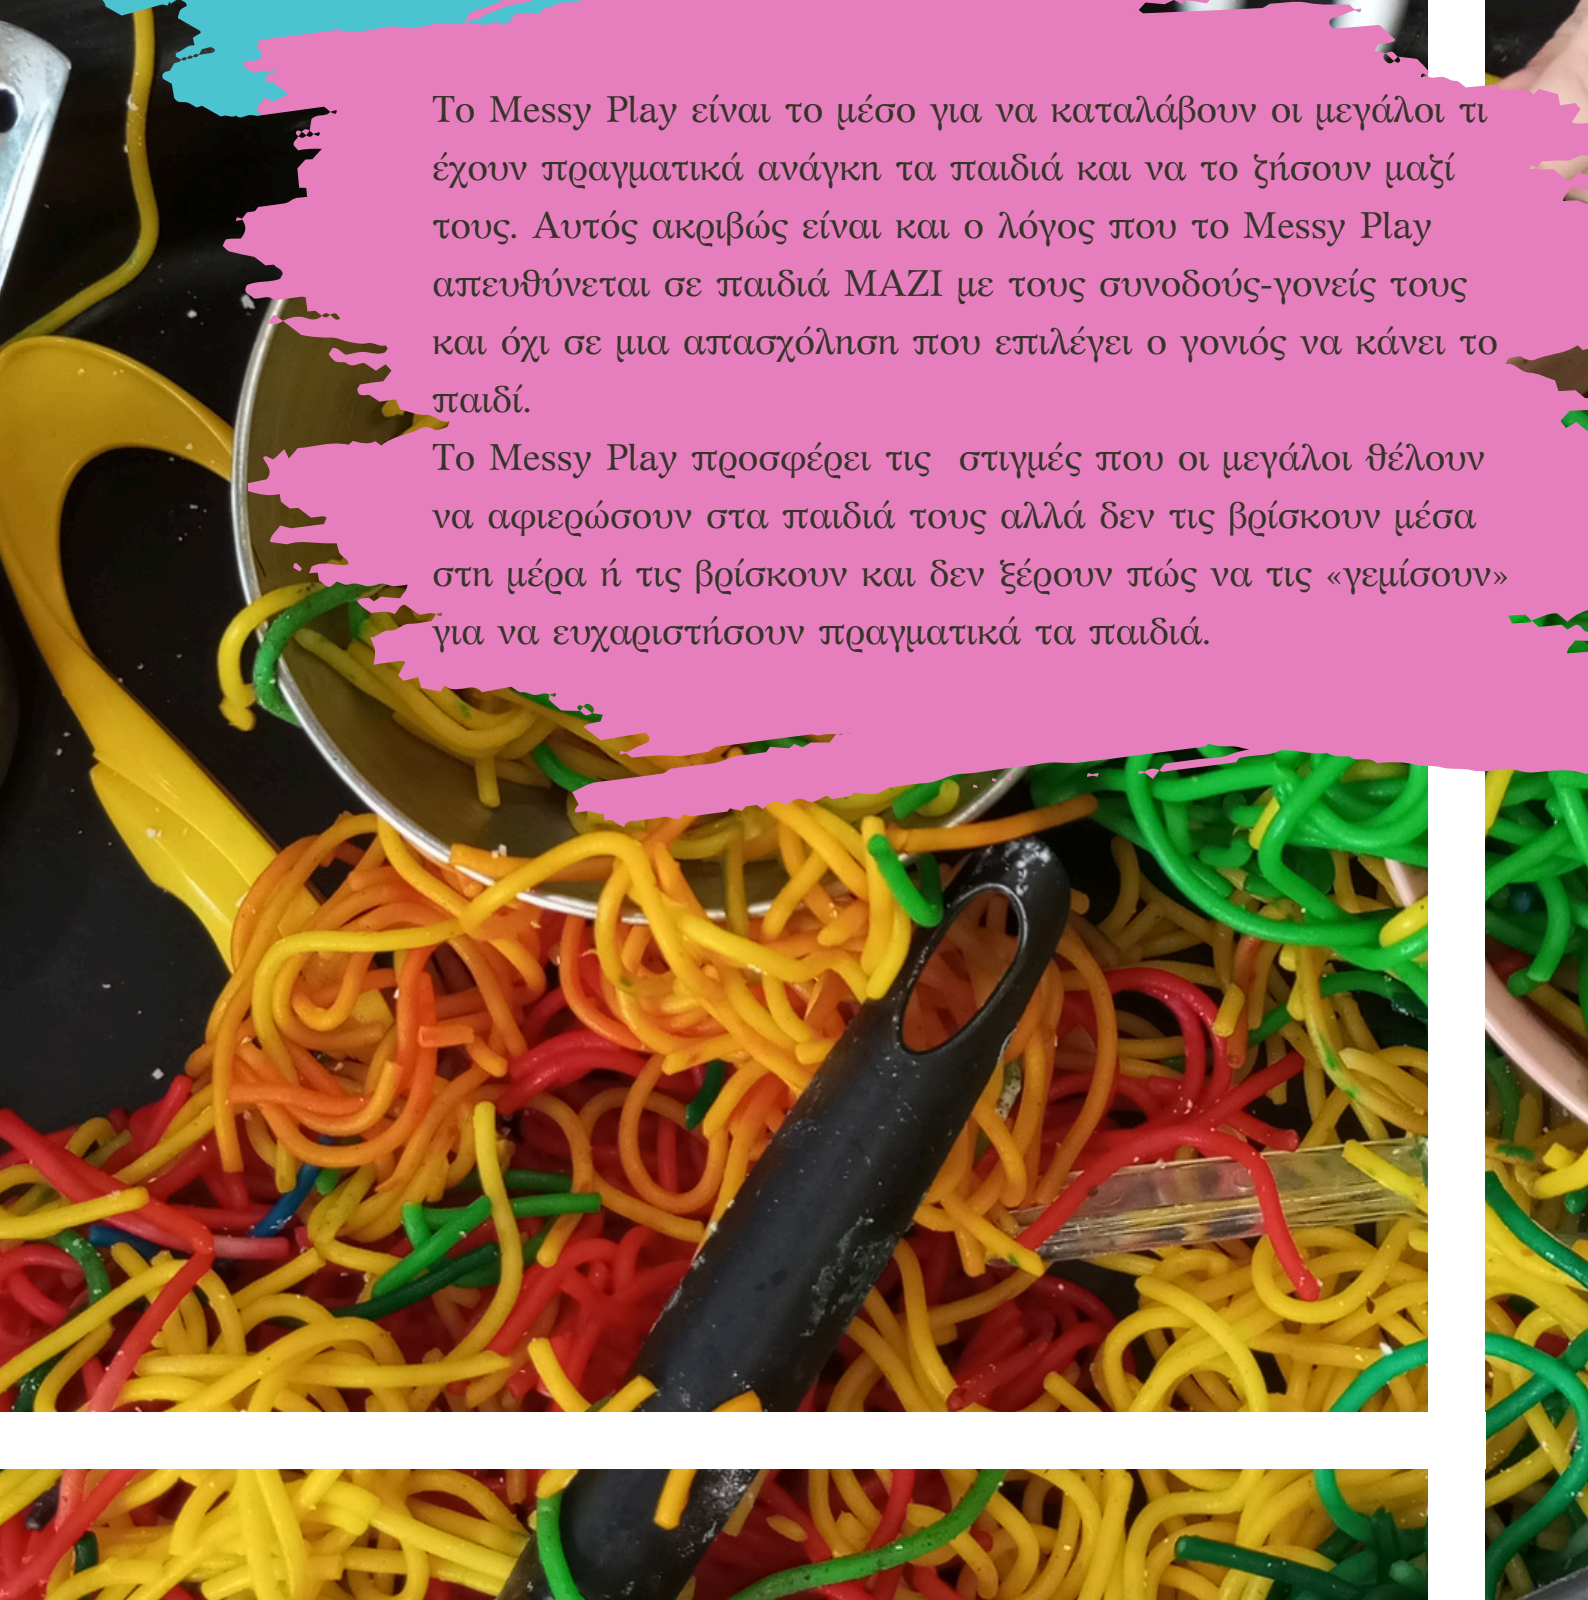 Το Messy Play είναι το μέσο για να καταλάβουν οι μεγάλοι τι
έχουν πραγματικά ανάγκη τα παιδιά και να το ζήσουν μαζί
τους. Αυτός ακριβώς είναι και ο λόγος που το Messy Play
απευθύνεται σε παιδιά ΜΑΖΙ με τους συνοδούς-γονείς τους
και όχι σε μια απασχόληση που επιλέγει ο γονιός να κάνει το
παιδί.
Το Messy Play προσφέρει τις  στιγμές που οι μεγάλοι θέλουν
να αφιερώσουν στα παιδιά τους αλλά δεν τις βρίσκουν μέσα
στη μέρα ή τις βρίσκουν και δεν ξέρουν πώς να τις «γεμίσουν»
για να ευχαριστήσουν πραγματικά τα παιδιά.